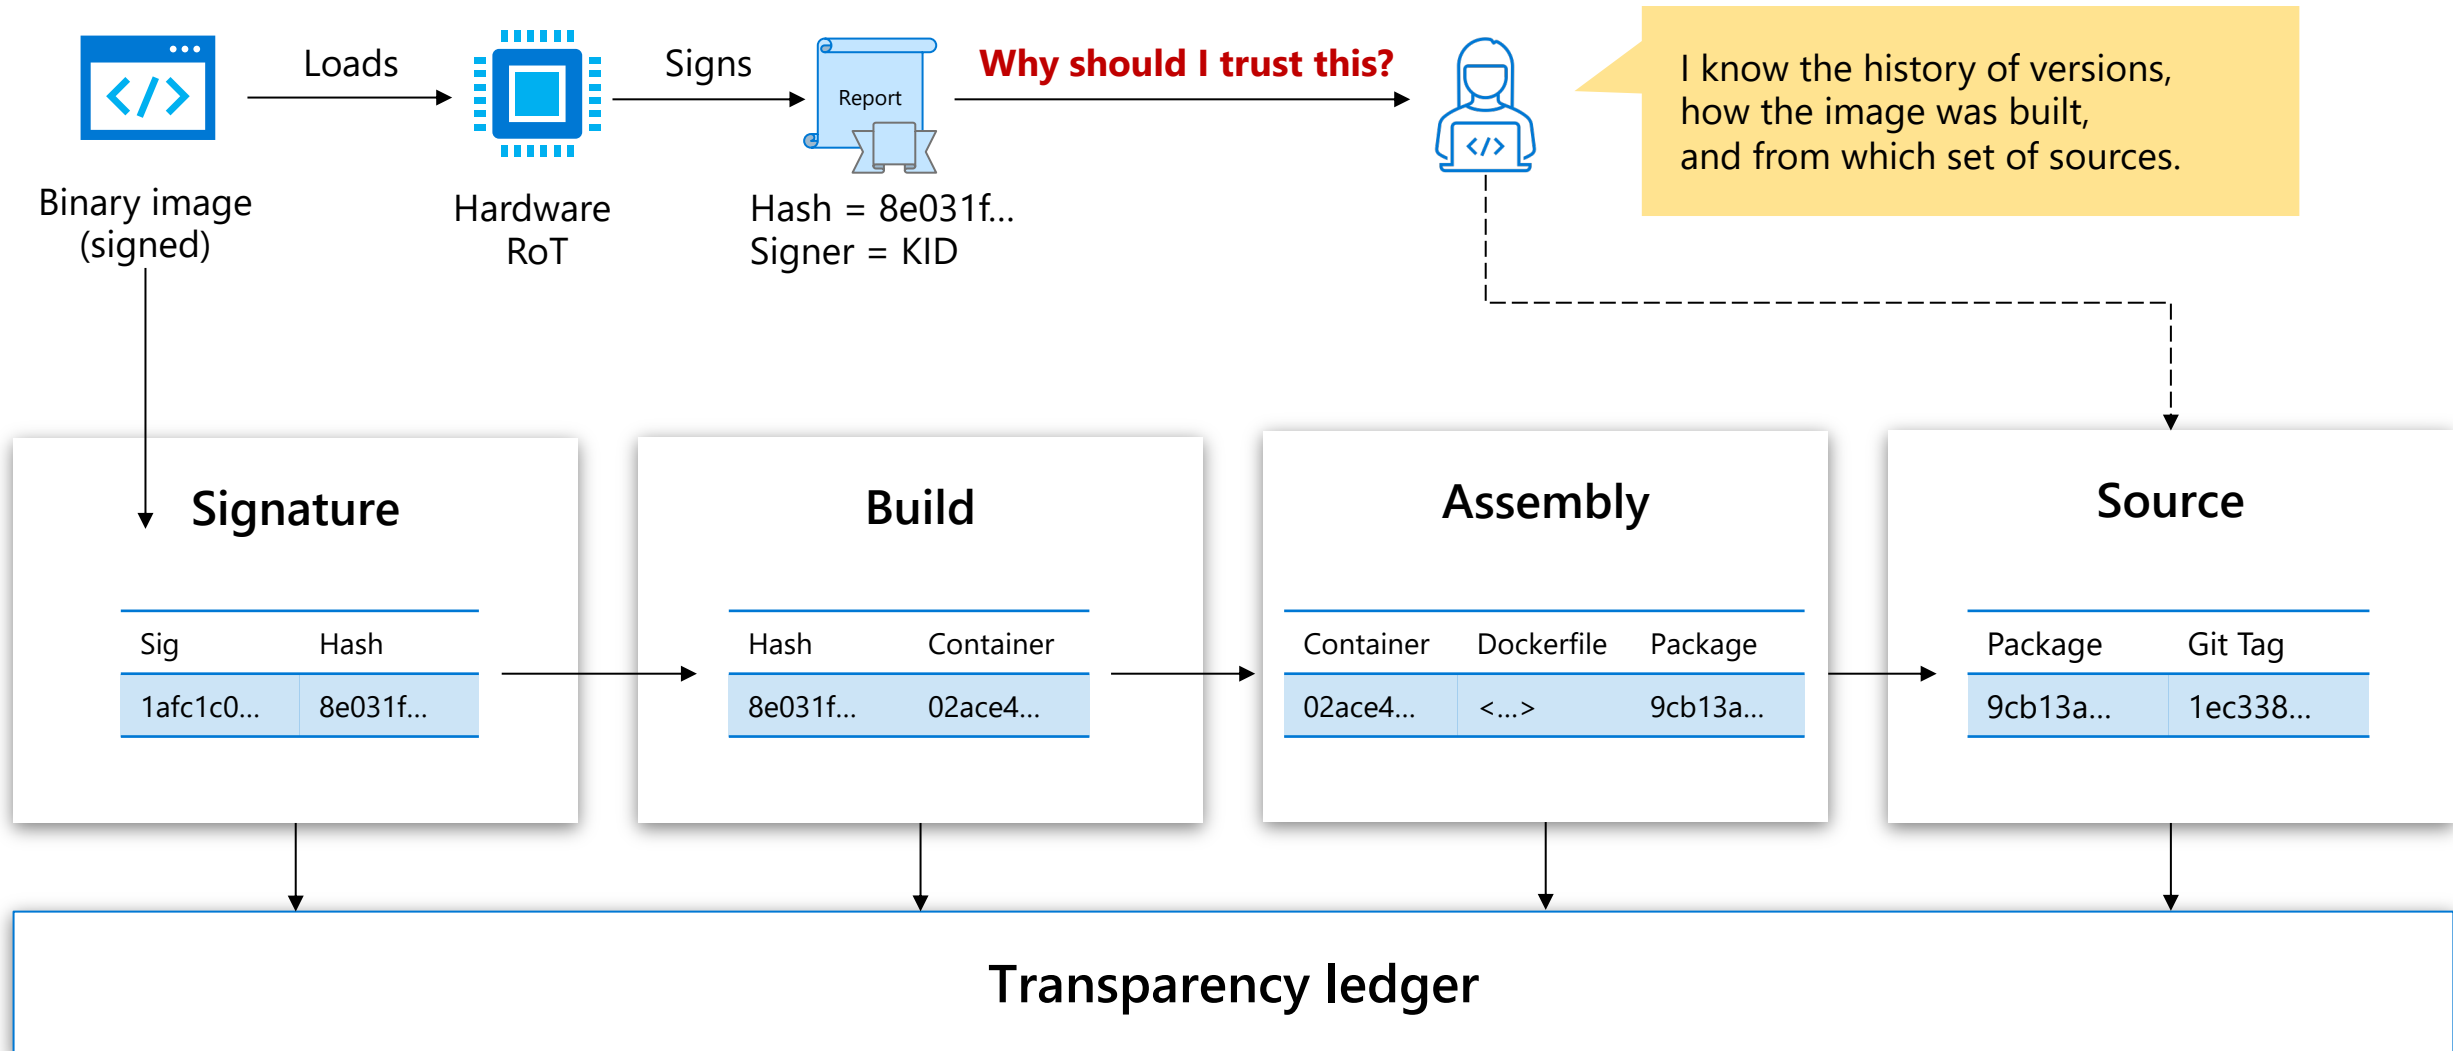 Loads
Signs
Why should I trust this?
Report
I know the history of versions,
how the image was built,
and from which set of sources.
Binary image
(signed)
Hardware
RoT
Hash = 8e031f...
Signer = KID
Signature
Sig Hash
1afc1c0... 8e031f...
Build
Hash Container
8e031f... 02ace4...
Assembly
Container Dockerfile Package
02ace4... <...> 9cb13a...
Source
Package Git Tag
9cb13a... 1ec338...
Transparency ledger